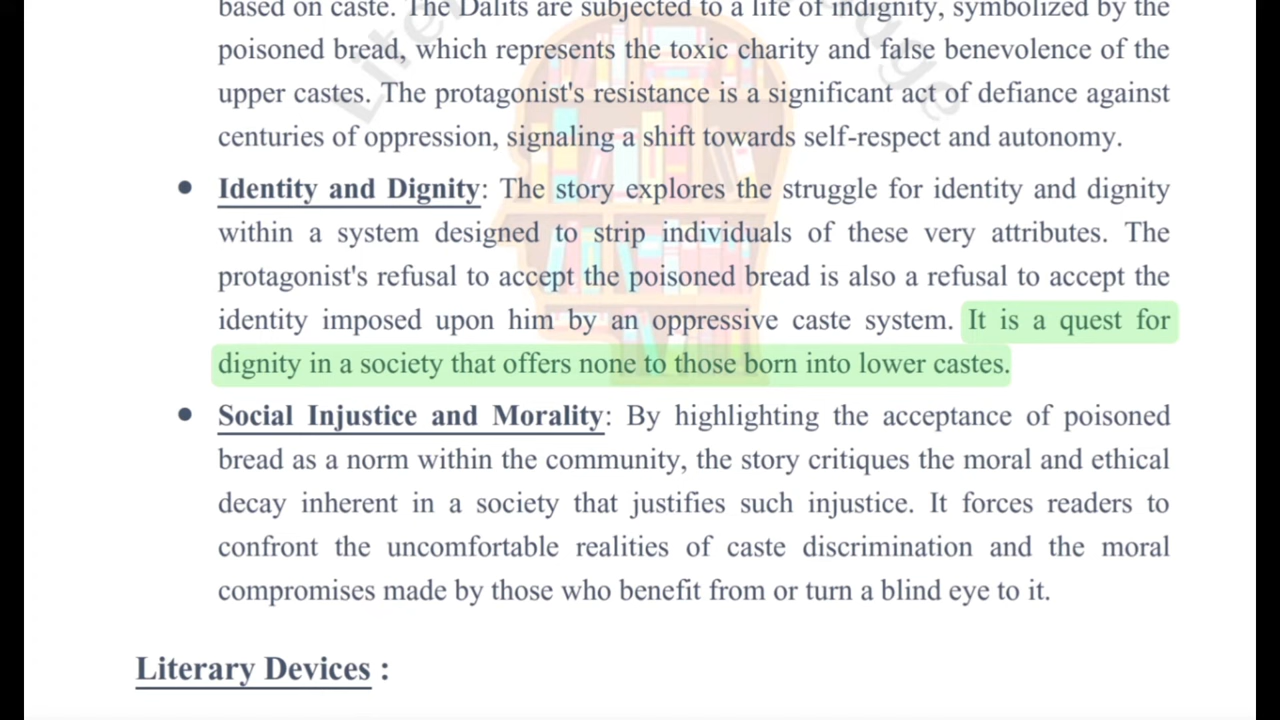 based on caste. The Dalits are subjected to a life of indignity, symbolized by the
poisoned bread, which represents the toxic charity and false benevolence of the
upper castes. The protagonist's resistance is a significant act of defiance against
centuries of oppression, signaling a shift towards self-respect and autonomy.
● Identity and Dignity: The story explores the struggle for identity and dignity
within a system designed to strip individuals of these very attributes. The
protagonist's refusal to accept the poisoned bread is also a refusal to accept the
identity imposed upon him by an oppressive caste system. It is a quest for
dignity in a society that offers none to those born into lower castes.
● Social Injustice and Morality: By highlighting the acceptance of poisoned
bread as a norm within the community, the story critiques the moral and ethical
decay inherent in a society that justifies such injustice. It forces readers to
confront the uncomfortable realities of caste discrimination and the moral
compromises made by those who benefit from or turn a blind eye to it.
Literary Devices :